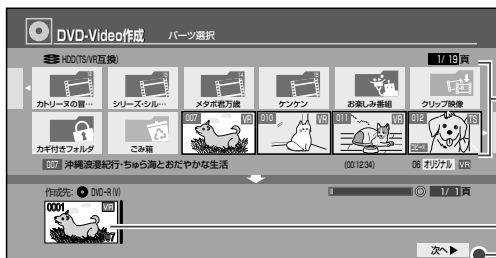 DVD-Video作成 パーツ選択
HDD(TS/VR互換) 1/ 19頁
カトリーヌの冒… シリーズ・シル… メタボ君万歳 ケンケン お楽しみ番組 クリップ映像
007 VR 010 VR 011 VR 012 TS
カギ付きフォルダ ごみ箱
007 沖縄浪漫紀行・ちゅら海とおだやかな生活 (00:12:34) 06 オリジナル VR
作成先: DVD-R(V) 1/ 1頁
0001 VR
007
次へ▶